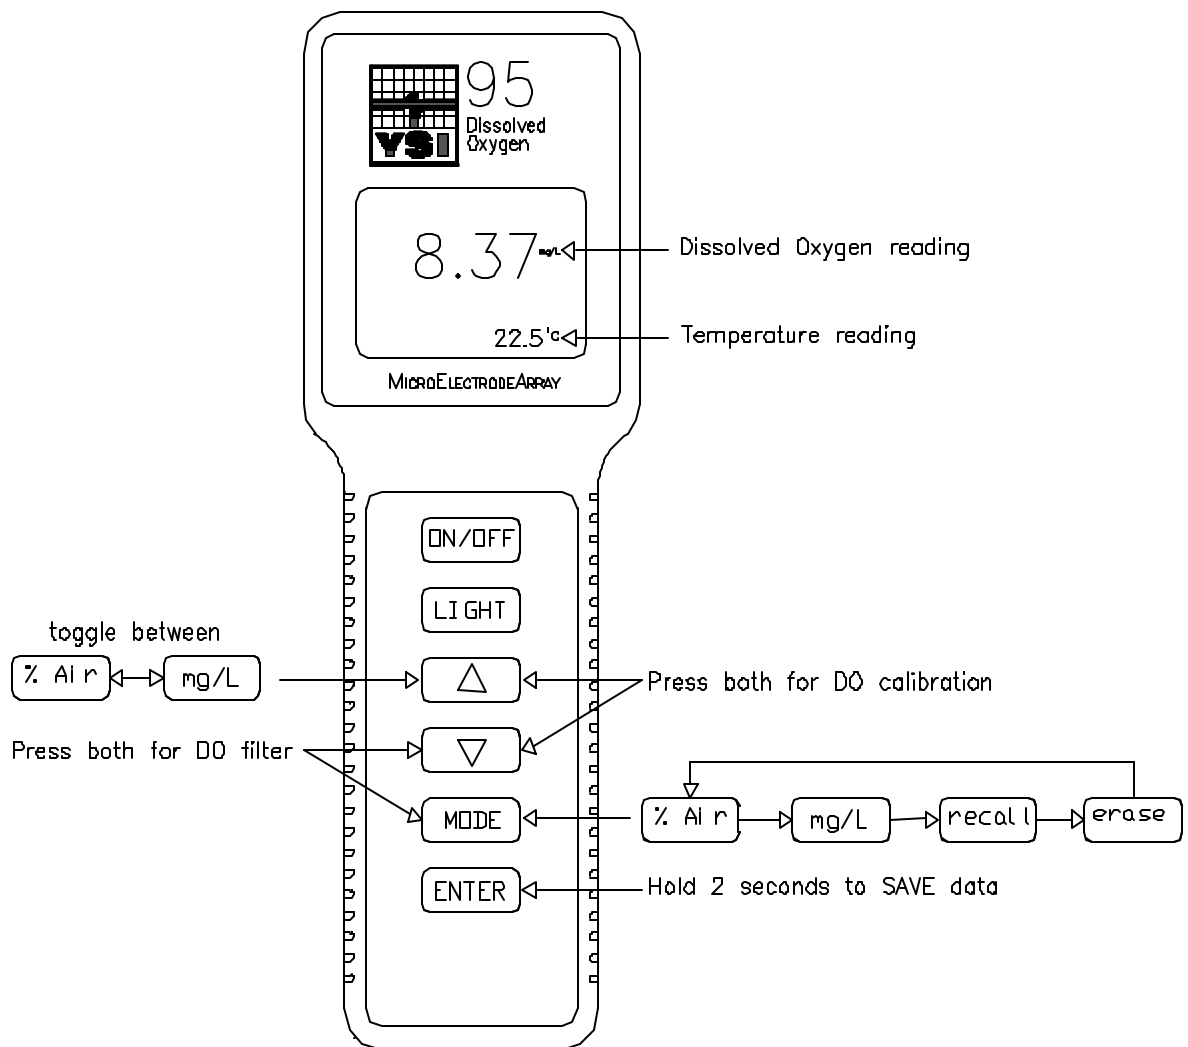 95
Dissolved
Oxygen
YSI
8.37 mg/L
Dissolved Oxygen reading
22.5 °C
Temperature reading
MICROELECTRODEARRAY
ON/OFF
LIGHT
toggle between
% Air
mg/L
Press both for DO calibration
Press both for DO filter
MODE
% Air
mg/L
recall
erase
ENTER
Hold 2 seconds to SAVE data